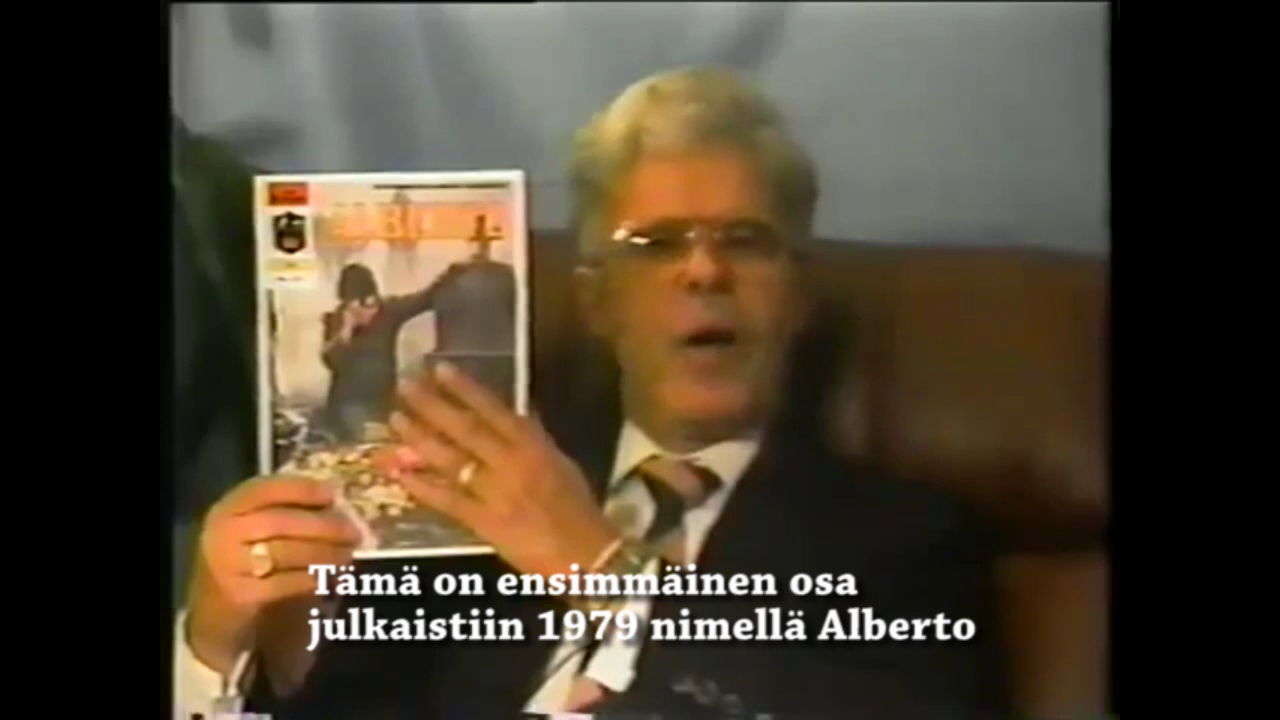 Tämä on ensimmäinen osa
julkaistiin 1979 nimellä Alberto